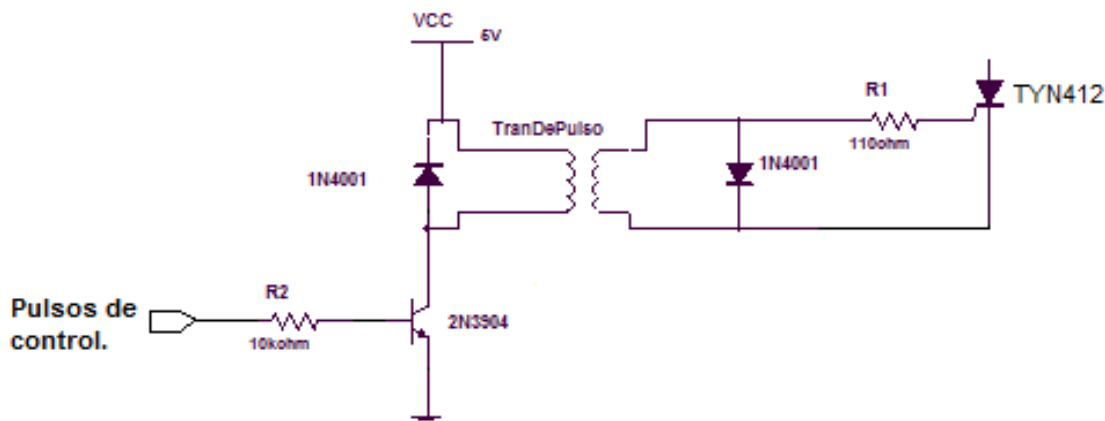 VCC
5V
R1
TYN412
TranDePulso
110ohm
1N4001
1N4001
R2
Pulsos de
control.
2N3904
10kohm